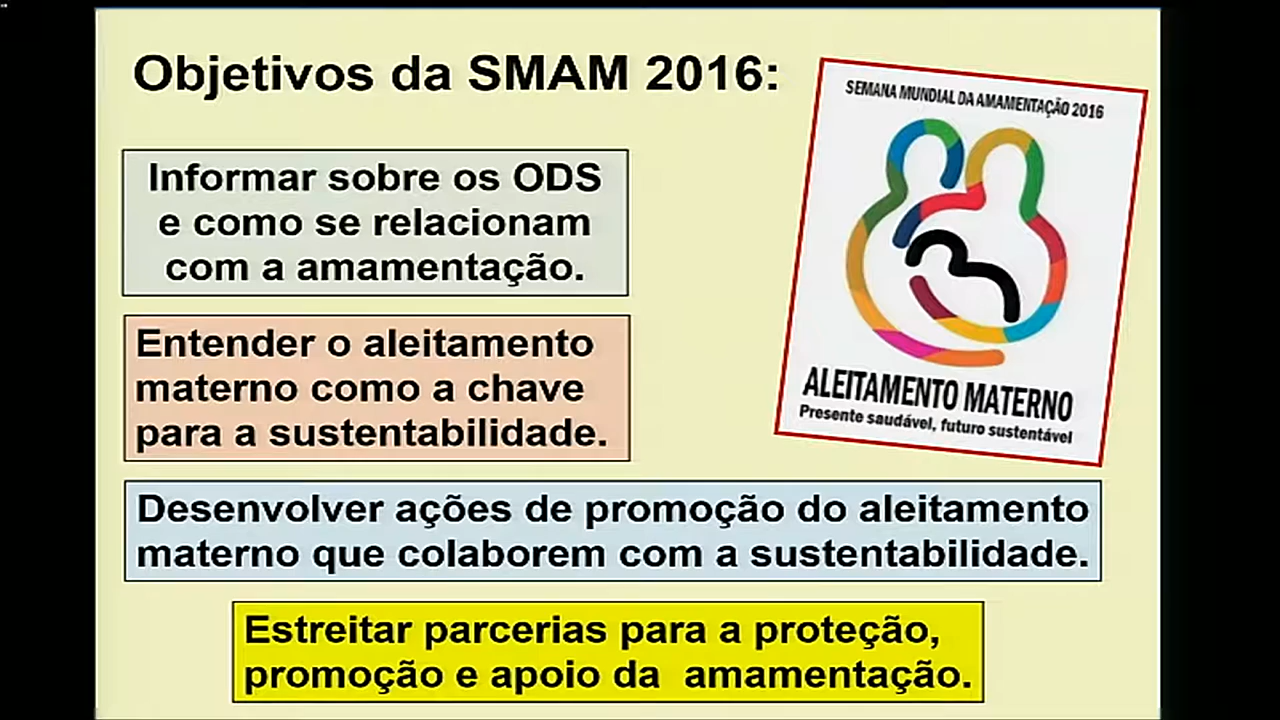 Objetivos da SMAM 2016:
SEMANA MUNDIAL DA AMAMENTAÇÃO 2016
ALEITAMENTO MATERNO
Presente saudável, futuro sustentável
Informar sobre os ODS
e como se relacionam
com a amamentação.
Entender o aleitamento
materno como a chave
para a sustentabilidade.
Desenvolver ações de promoção do aleitamento
materno que colaborem com a sustentabilidade.
Estreitar parcerias para a proteção,
promoção e apoio da  amamentação.